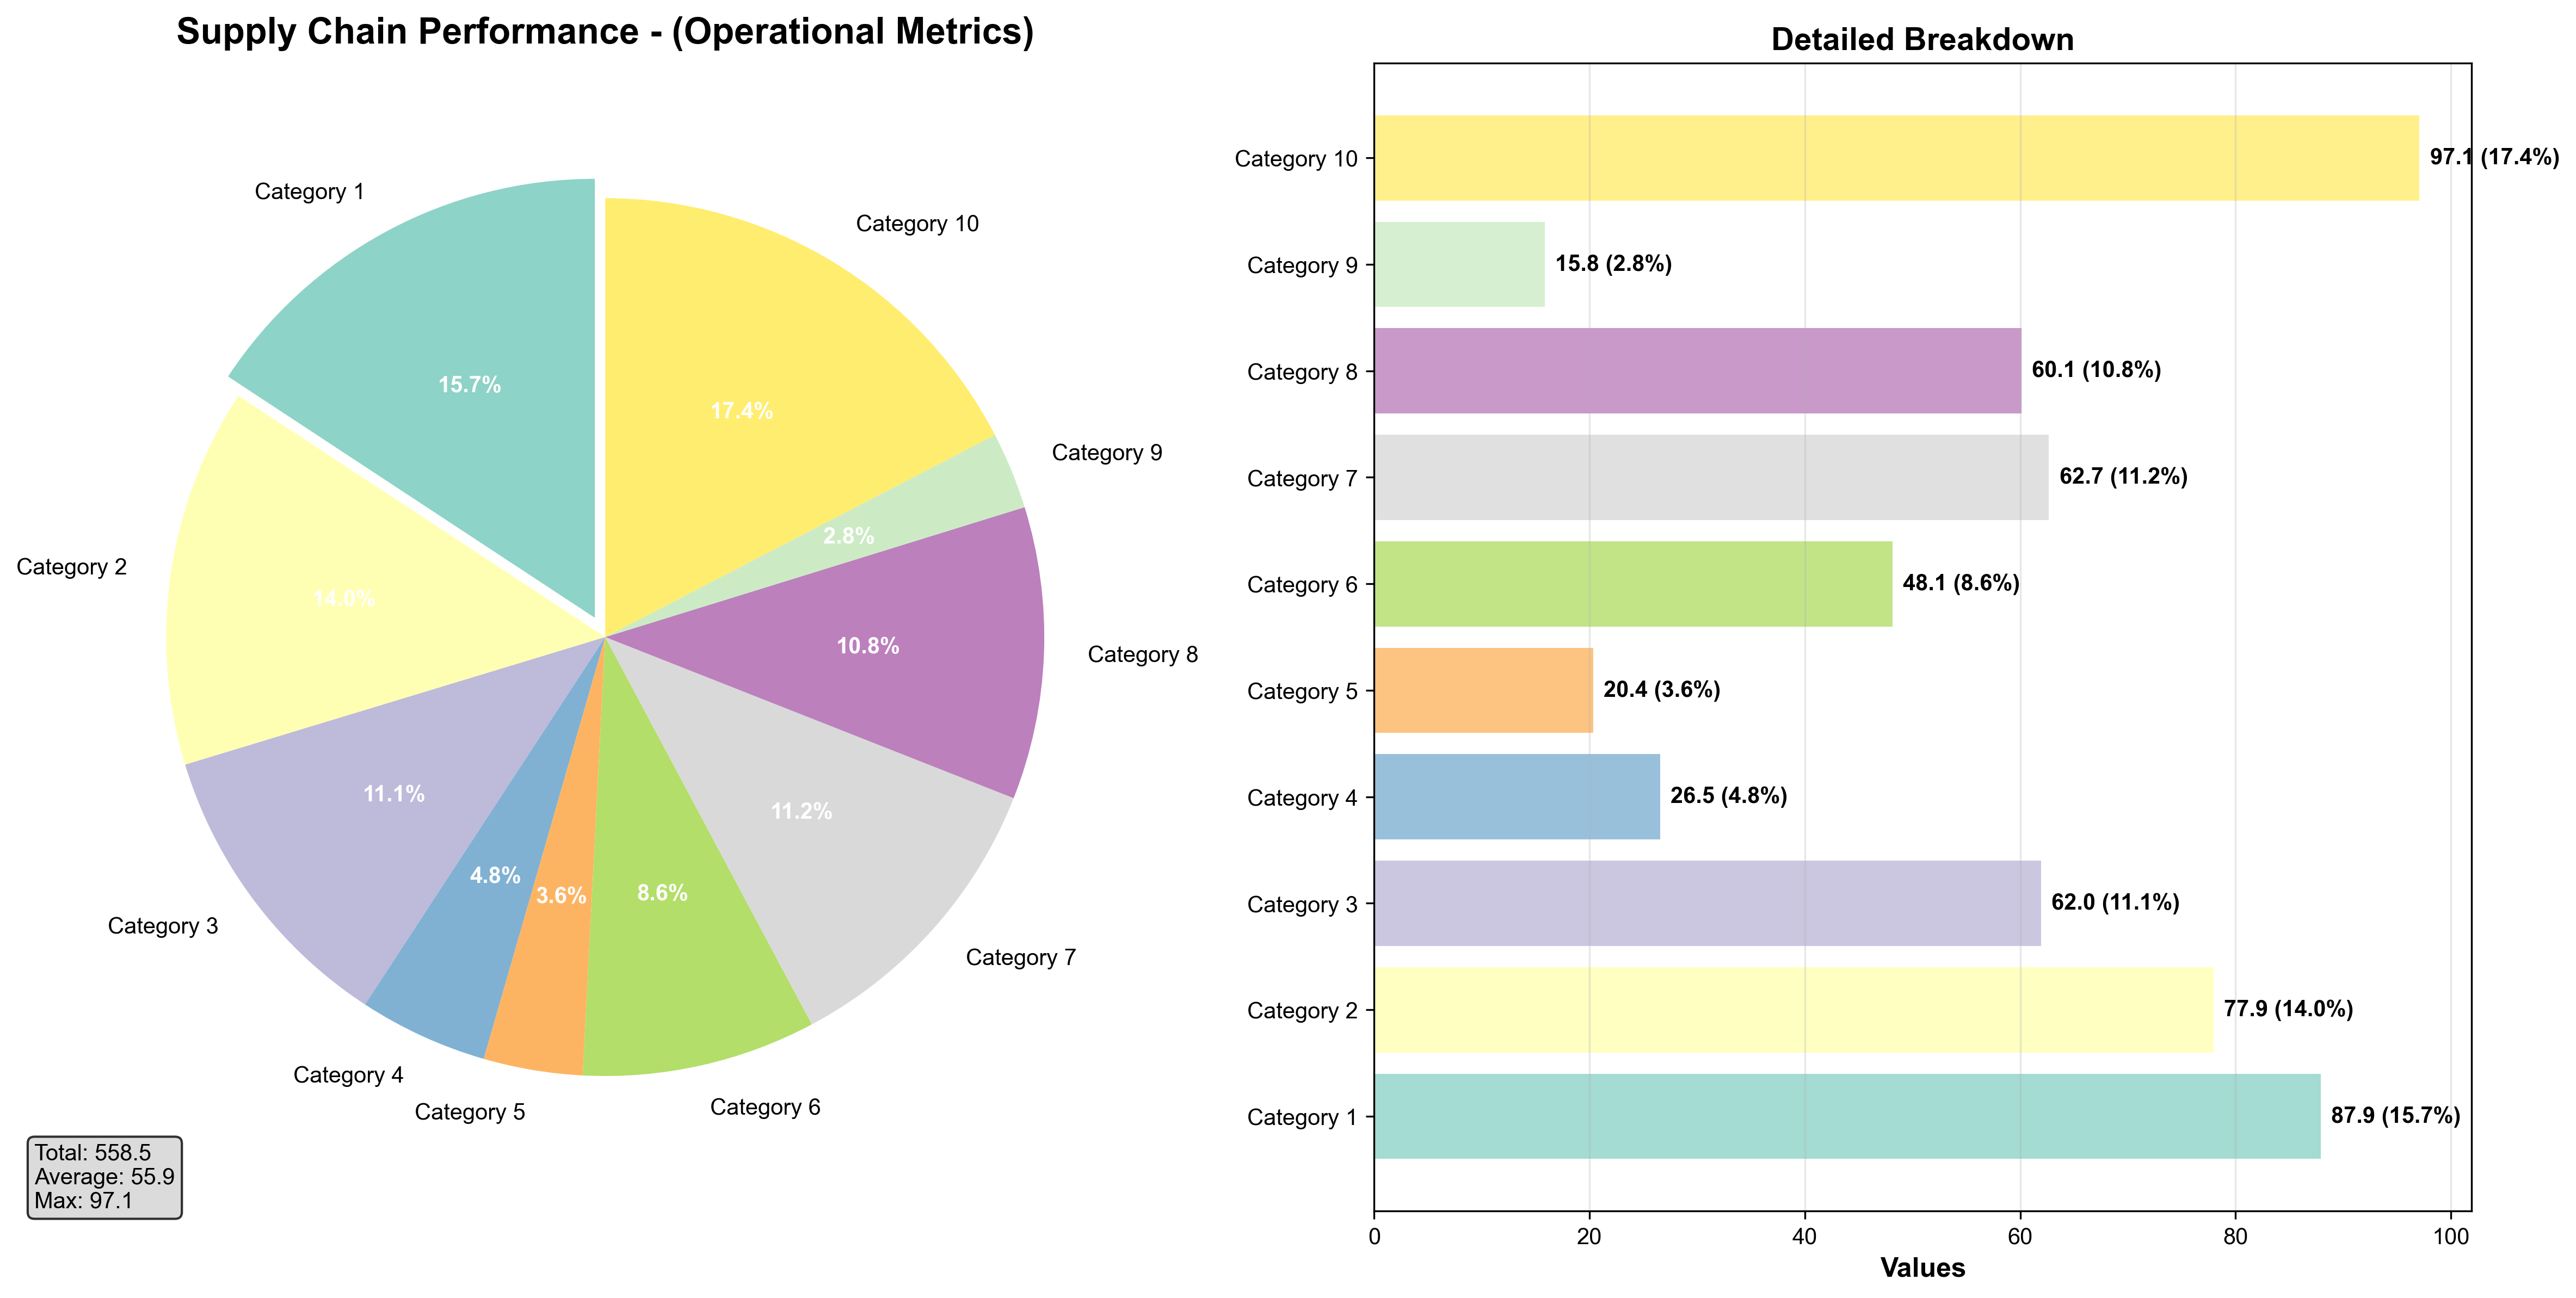 Supply Chain Performance - (Operational Metrics)
Category 1
Category 10
Category 9
Category 2
Category 8
Category 3
Category 7
Category 4
Category 5
Category 6
15.7%
17.4%
2.8%
14.0%
10.8%
11.1%
11.2%
4.8%
3.6%
8.6%
Total: 558.5
Average: 55.9
Max: 97.1
Detailed Breakdown
Category 10 97.1 (17.4%)
Category 9 15.8 (2.8%)
Category 8 60.1 (10.8%)
Category 7 62.7 (11.2%)
Category 6 48.1 (8.6%)
Category 5 20.4 (3.6%)
Category 4 26.5 (4.8%)
Category 3 62.0 (11.1%)
Category 2 77.9 (14.0%)
Category 1 87.9 (15.7%)
0 20 40 60 80 100
Values